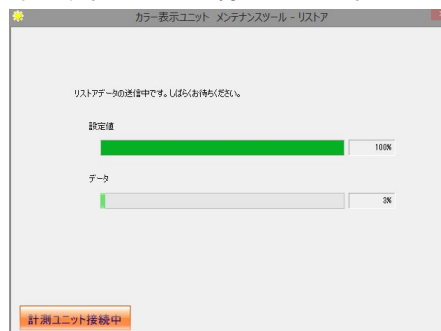 カラー表示ユニット メンテナンスツール - リストア
リストアデータの送信中です。しばらくお待ちください。
設定値
100%
データ
3%
計測ユニット接続中